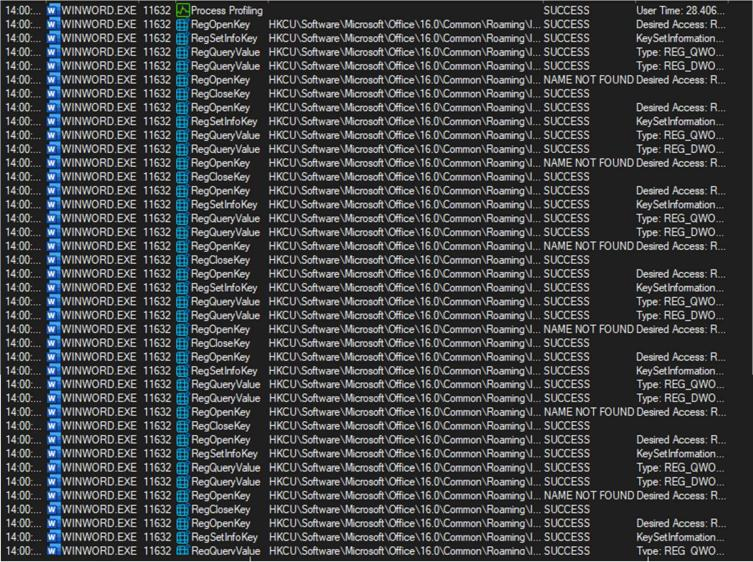 14:00:... WINWORD.EXE 11632 Process Profiling SUCCESS User Time: 28.406...
14:00:... WINWORD.EXE 11632 RegOpenKey HKCU\Software\Microsoft\Office\16.0\Common\Roaming\I... SUCCESS Desired Access: R...
14:00:... WINWORD.EXE 11632 RegSetInfoKey HKCU\Software\Microsoft\Office\16.0\Common\Roaming\I... SUCCESS KeySetInformation...
14:00:... WINWORD.EXE 11632 RegQueryValue HKCU\Software\Microsoft\Office\16.0\Common\Roaming\I... SUCCESS Type: REG_QWO...
14:00:... WINWORD.EXE 11632 RegQueryValue HKCU\Software\Microsoft\Office\16.0\Common\Roaming\I... SUCCESS Type: REG_DWO...
14:00:... WINWORD.EXE 11632 RegOpenKey HKCU\Software\Microsoft\Office\16.0\Common\Roaming\I... NAME NOT FOUND Desired Access: R...
14:00:... WINWORD.EXE 11632 RegCloseKey HKCU\Software\Microsoft\Office\16.0\Common\Roaming\I... SUCCESS
14:00:... WINWORD.EXE 11632 RegOpenKey HKCU\Software\Microsoft\Office\16.0\Common\Roaming\I... SUCCESS Desired Access: R...
14:00:... WINWORD.EXE 11632 RegSetInfoKey HKCU\Software\Microsoft\Office\16.0\Common\Roaming\I... SUCCESS KeySetInformation...
14:00:... WINWORD.EXE 11632 RegQueryValue HKCU\Software\Microsoft\Office\16.0\Common\Roaming\I... SUCCESS Type: REG_QWO...
14:00:... WINWORD.EXE 11632 RegQueryValue HKCU\Software\Microsoft\Office\16.0\Common\Roaming\I... SUCCESS Type: REG_DWO...
14:00:... WINWORD.EXE 11632 RegOpenKey HKCU\Software\Microsoft\Office\16.0\Common\Roaming\I... NAME NOT FOUND Desired Access: R...
14:00:... WINWORD.EXE 11632 RegCloseKey HKCU\Software\Microsoft\Office\16.0\Common\Roaming\I... SUCCESS
14:00:... WINWORD.EXE 11632 RegOpenKey HKCU\Software\Microsoft\Office\16.0\Common\Roaming\I... SUCCESS Desired Access: R...
14:00:... WINWORD.EXE 11632 RegSetInfoKey HKCU\Software\Microsoft\Office\16.0\Common\Roaming\I... SUCCESS KeySetInformation...
14:00:... WINWORD.EXE 11632 RegQueryValue HKCU\Software\Microsoft\Office\16.0\Common\Roaming\I... SUCCESS Type: REG_QWO...
14:00:... WINWORD.EXE 11632 RegQueryValue HKCU\Software\Microsoft\Office\16.0\Common\Roaming\I... SUCCESS Type: REG_DWO...
14:00:... WINWORD.EXE 11632 RegOpenKey HKCU\Software\Microsoft\Office\16.0\Common\Roaming\I... NAME NOT FOUND Desired Access: R...
14:00:... WINWORD.EXE 11632 RegCloseKey HKCU\Software\Microsoft\Office\16.0\Common\Roaming\I... SUCCESS
14:00:... WINWORD.EXE 11632 RegOpenKey HKCU\Software\Microsoft\Office\16.0\Common\Roaming\I... SUCCESS Desired Access: R...
14:00:... WINWORD.EXE 11632 RegSetInfoKey HKCU\Software\Microsoft\Office\16.0\Common\Roaming\I... SUCCESS KeySetInformation...
14:00:... WINWORD.EXE 11632 RegQueryValue HKCU\Software\Microsoft\Office\16.0\Common\Roaming\I... SUCCESS Type: REG_QWO...
14:00:... WINWORD.EXE 11632 RegQueryValue HKCU\Software\Microsoft\Office\16.0\Common\Roaming\I... SUCCESS Type: REG_DWO...
14:00:... WINWORD.EXE 11632 RegOpenKey HKCU\Software\Microsoft\Office\16.0\Common\Roaming\I... NAME NOT FOUND Desired Access: R...
14:00:... WINWORD.EXE 11632 RegCloseKey HKCU\Software\Microsoft\Office\16.0\Common\Roaming\I... SUCCESS
14:00:... WINWORD.EXE 11632 RegOpenKey HKCU\Software\Microsoft\Office\16.0\Common\Roaming\I... SUCCESS Desired Access: R...
14:00:... WINWORD.EXE 11632 RegSetInfoKey HKCU\Software\Microsoft\Office\16.0\Common\Roaming\I... SUCCESS KeySetInformation...
14:00:... WINWORD.EXE 11632 RegQueryValue HKCU\Software\Microsoft\Office\16.0\Common\Roaming\I... SUCCESS Type: REG_QWO...
14:00:... WINWORD.EXE 11632 RegQueryValue HKCU\Software\Microsoft\Office\16.0\Common\Roaming\I... SUCCESS Type: REG_DWO...
14:00:... WINWORD.EXE 11632 RegOpenKey HKCU\Software\Microsoft\Office\16.0\Common\Roaming\I... NAME NOT FOUND Desired Access: R...
14:00:... WINWORD.EXE 11632 RegCloseKey HKCU\Software\Microsoft\Office\16.0\Common\Roaming\I... SUCCESS
14:00:... WINWORD.EXE 11632 RegOpenKey HKCU\Software\Microsoft\Office\16.0\Common\Roaming\I... SUCCESS Desired Access: R...
14:00:... WINWORD.EXE 11632 RegSetInfoKey HKCU\Software\Microsoft\Office\16.0\Common\Roaming\I... SUCCESS KeySetInformation...
14:00:... WINWORD.EXE 11632 RegQueryValue HKCU\Software\Microsoft\Office\16.0\Common\Roaming\I... SUCCESS Type: REG_QWO...
14:00:... WINWORD.EXE 11632 RegQueryValue HKCU\Software\Microsoft\Office\16.0\Common\Roaming\I... SUCCESS Type: REG_DWO...
14:00:... WINWORD.EXE 11632 RegOpenKey HKCU\Software\Microsoft\Office\16.0\Common\Roaming\I... NAME NOT FOUND Desired Access: R...
14:00:... WINWORD.EXE 11632 RegCloseKey HKCU\Software\Microsoft\Office\16.0\Common\Roaming\I... SUCCESS
14:00:... WINWORD.EXE 11632 RegOpenKey HKCU\Software\Microsoft\Office\16.0\Common\Roaming\I... SUCCESS Desired Access: R...
14:00:... WINWORD.EXE 11632 RegSetInfoKey HKCU\Software\Microsoft\Office\16.0\Common\Roaming\I... SUCCESS KeySetInformation...
14:00:... WINWORD.EXE 11632 RegQueryValue HKCU\Software\Microsoft\Office\16.0\Common\Roaming\I... SUCCESS Type: REG_QWO...